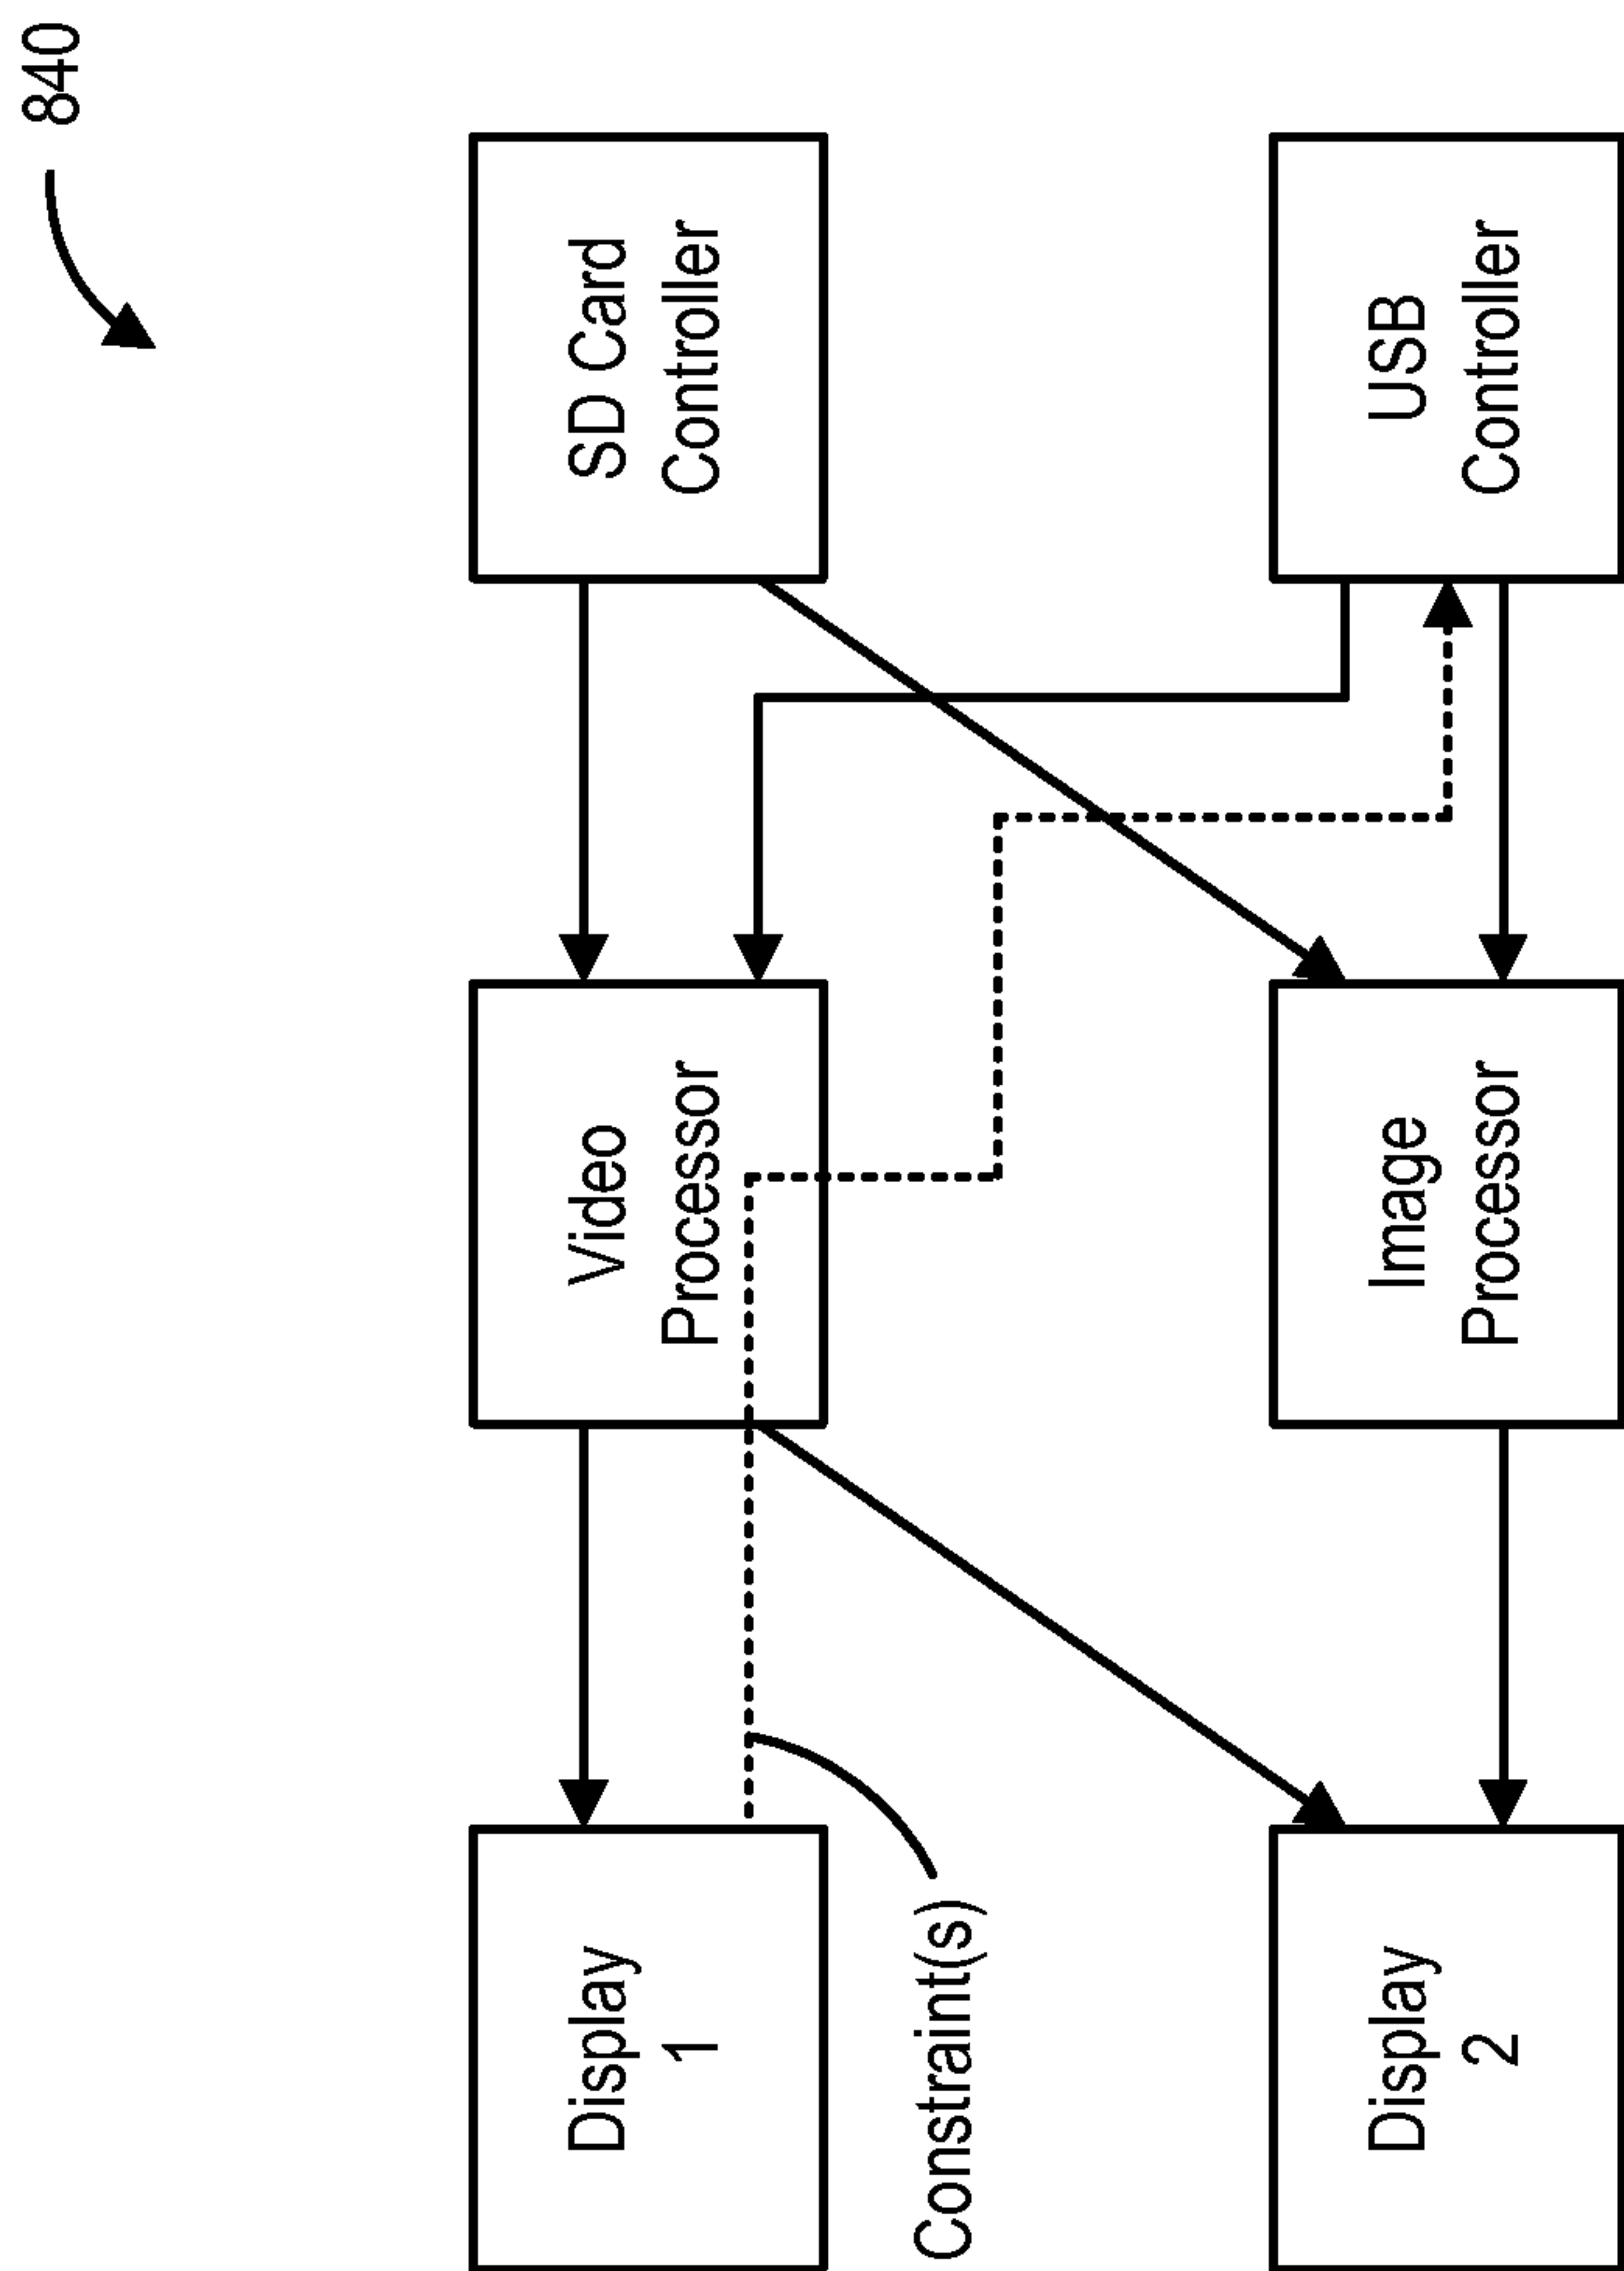 840
Display
1
Video
Processor
SD Card
Controller
Constraint(s)
Display
2
Image
Processor
USB
Controller